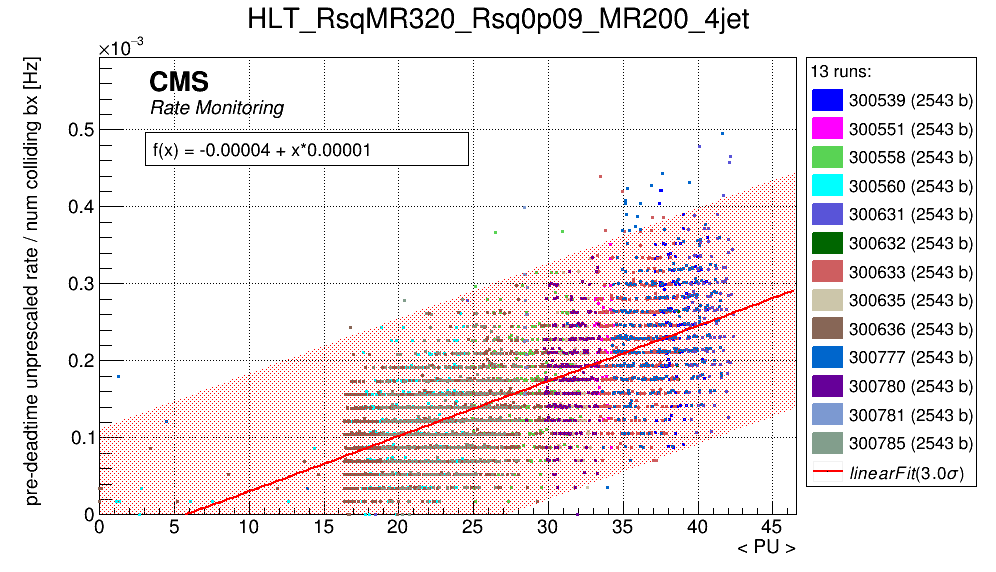 HLT_RsqMR320_Rsq0p09_MR200_4jet
×10⁻³
CMS
Rate Monitoring
f(x) = -0.00004 + x*0.00001
pre-deadtime unprescaled rate / num colliding bx [Hz]
0.5
0.4
0.3
0.2
0.1
0
0 5 10 15 20 25 30 35 40 45
< PU >
13 runs:
300539 (2543 b)
300551 (2543 b)
300558 (2543 b)
300560 (2543 b)
300631 (2543 b)
300632 (2543 b)
300633 (2543 b)
300635 (2543 b)
300636 (2543 b)
300777 (2543 b)
300780 (2543 b)
300781 (2543 b)
300785 (2543 b)
linearFit(3.0σ)